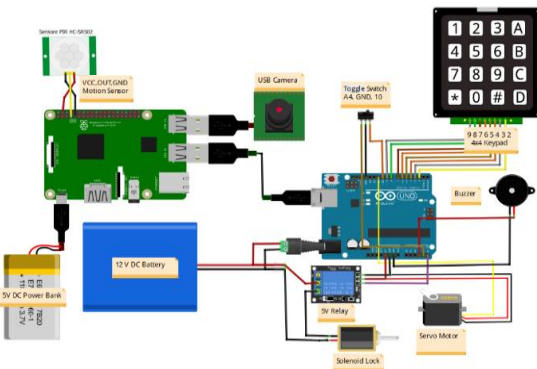 Sensore PIR HC-SR502
VCC,OUT,GND
Motion Sensor
USB Camera
Toggle Switch
A4, GND, 10
1 2 3 A
4 5 6 B
7 8 9 C
* 0 # D
9 8 7 6 5 4 3 2
4x4 Keypad
Buzzer
UNO
12 V DC Battery
5V DC Power Bank
3.7V
5V Relay
Servo Motor
Solenoid Lock